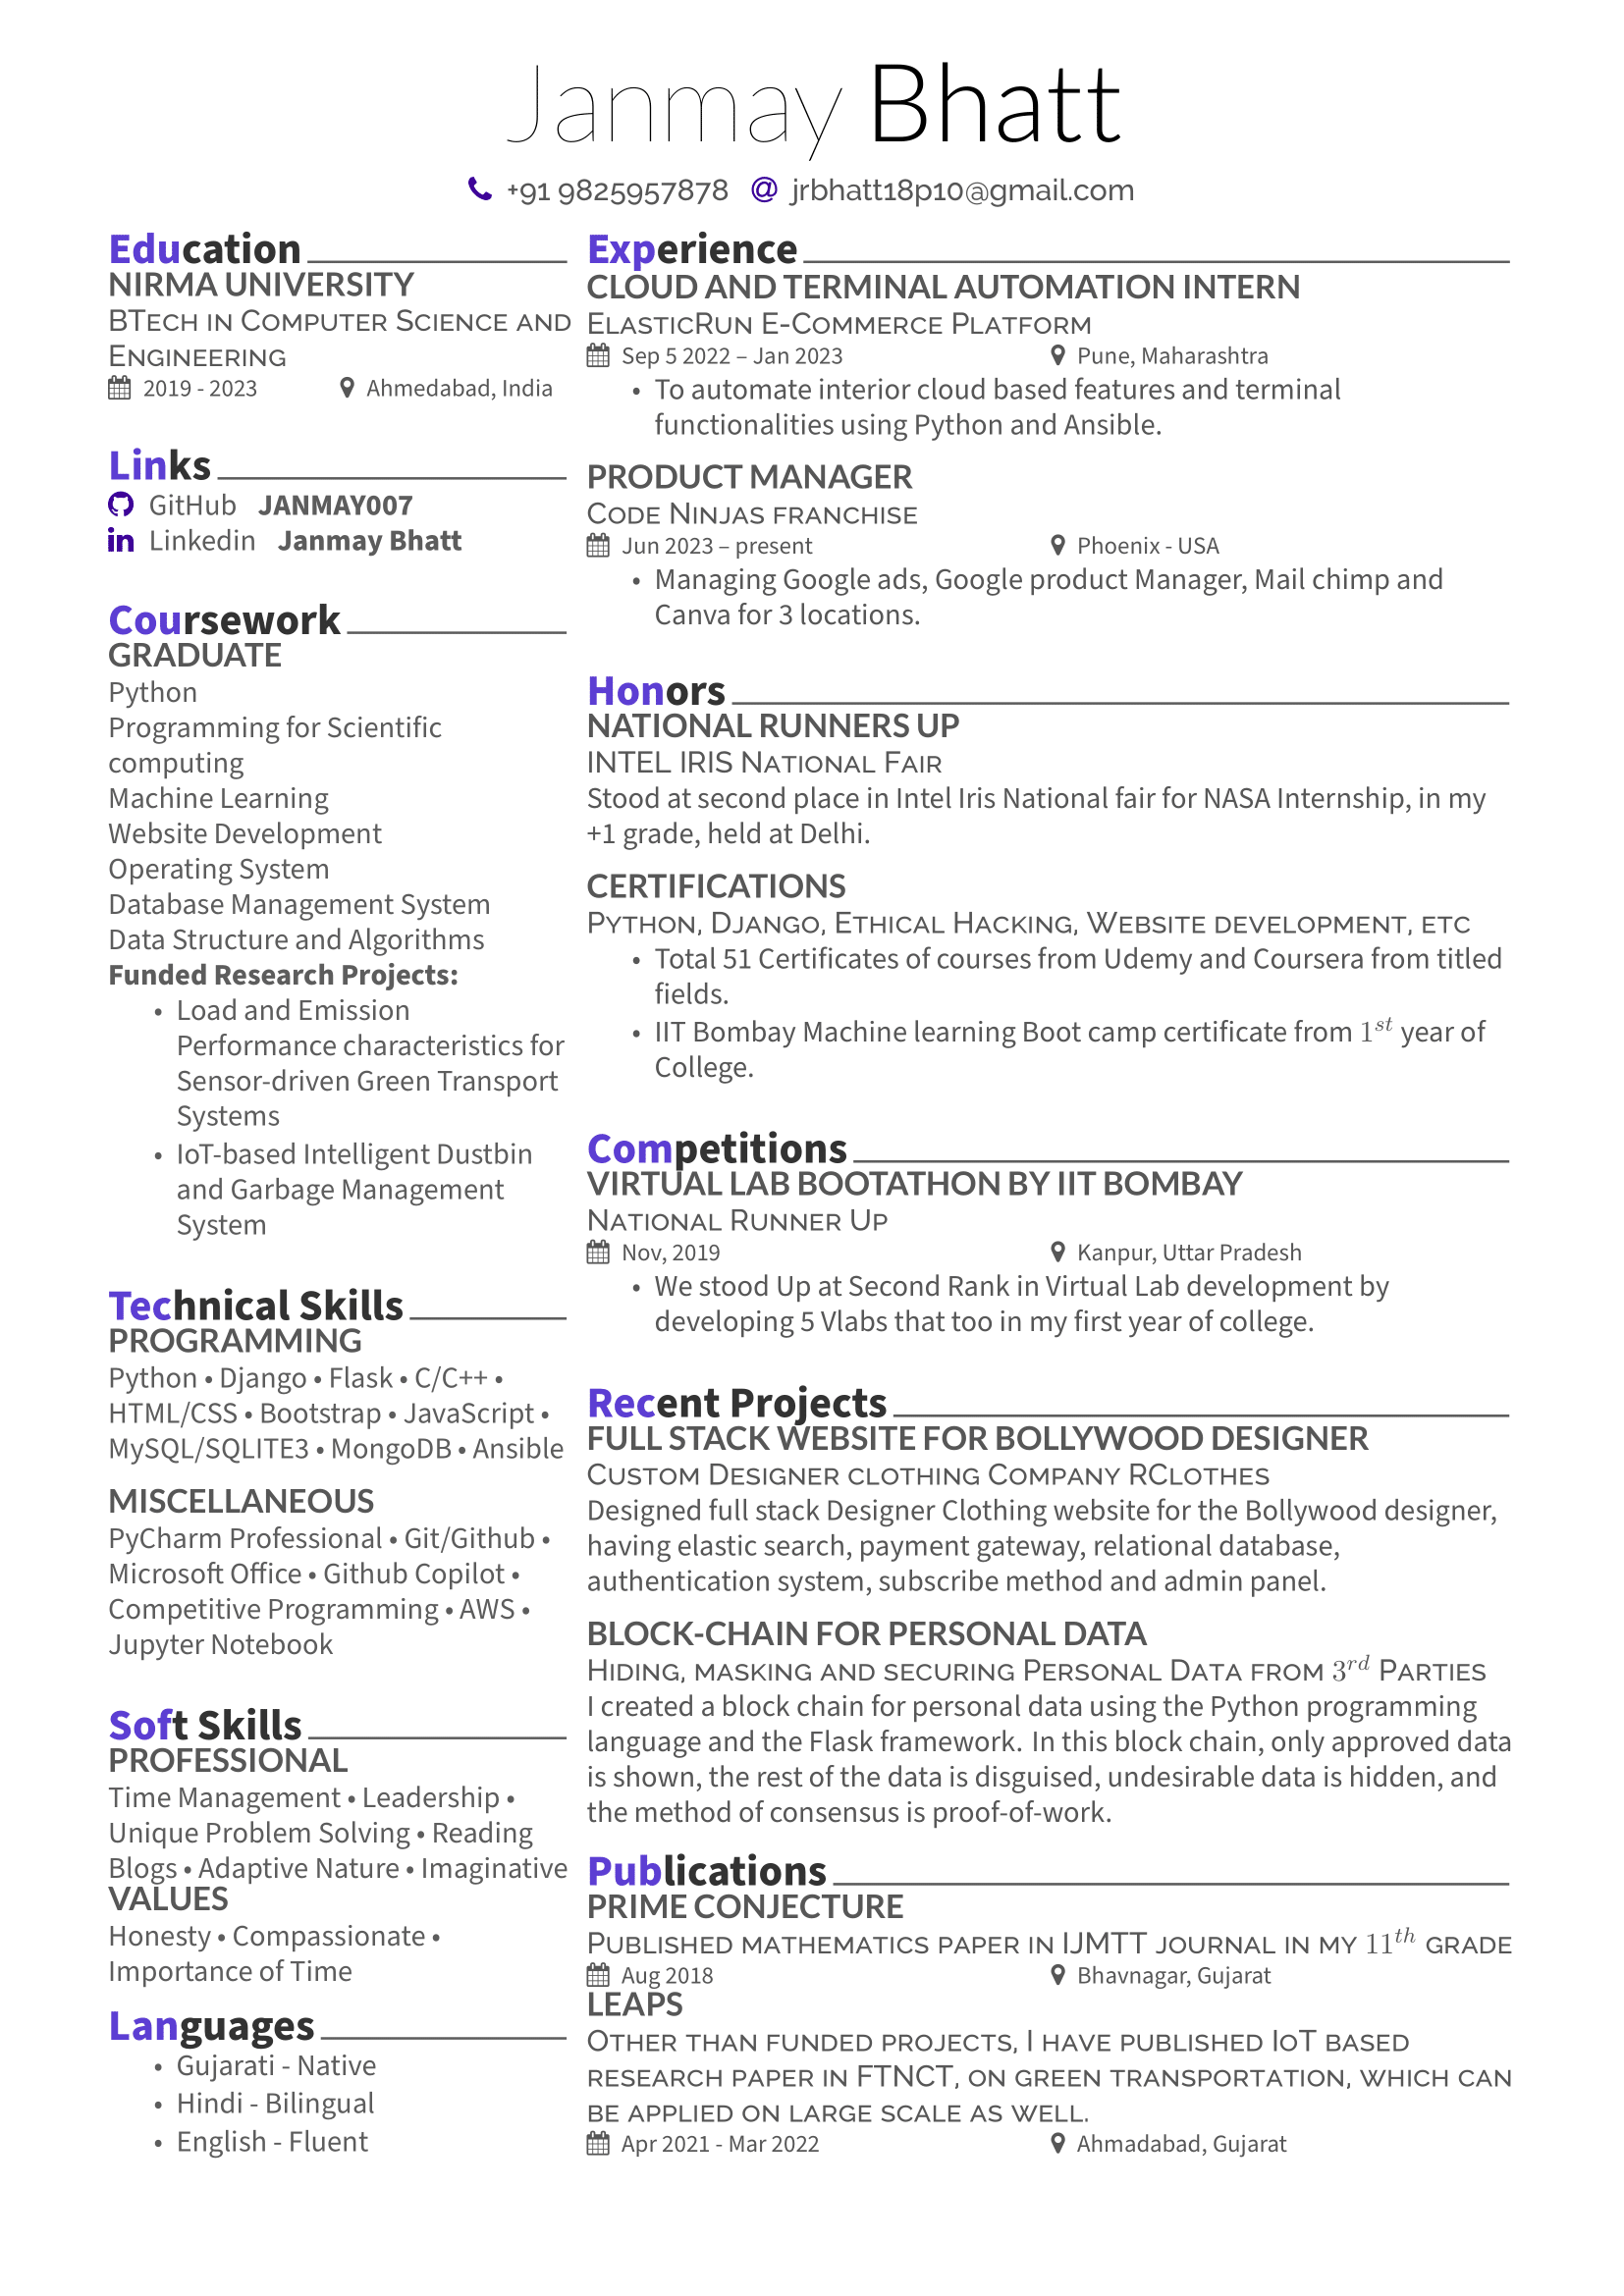 Janmay Bhatt
+91 9825957878 @ jrbhatt18p10@gmail.com
Education
NIRMA UNIVERSITY
BTech in Computer Science and
Engineering
2019 - 2023 Ahmedabad, India
Links
GitHub JANMAY007
in Linkedin Janmay Bhatt
Coursework
GRADUATE
Python
Programming for Scientific
computing
Machine Learning
Website Development
Operating System
Database Management System
Data Structure and Algorithms
Funded Research Projects:
• Load and Emission
Performance characteristics for
Sensor-driven Green Transport
Systems
• IoT-based Intelligent Dustbin
and Garbage Management
System
Technical Skills
PROGRAMMING
Python • Django • Flask • C/C++ •
HTML/CSS • Bootstrap • JavaScript •
MySQL/SQLITE3 • MongoDB • Ansible
MISCELLANEOUS
PyCharm Professional • Git/Github •
Microsoft Office • Github Copilot •
Competitive Programming • AWS •
Jupyter Notebook
Soft Skills
PROFESSIONAL
Time Management • Leadership •
Unique Problem Solving • Reading
Blogs • Adaptive Nature • Imaginative
VALUES
Honesty • Compassionate •
Importance of Time
Languages
• Gujarati - Native
• Hindi - Bilingual
• English - Fluent
Experience
CLOUD AND TERMINAL AUTOMATION INTERN
ElasticRun E-Commerce Platform
Sep 5 2022 – Jan 2023 Pune, Maharashtra
• To automate interior cloud based features and terminal
functionalities using Python and Ansible.
PRODUCT MANAGER
Code Ninjas franchise
Jun 2023 – present Phoenix - USA
• Managing Google ads, Google product Manager, Mail chimp and
Canva for 3 locations.
Honors
NATIONAL RUNNERS UP
INTEL IRIS National Fair
Stood at second place in Intel Iris National fair for NASA Internship, in my
+1 grade, held at Delhi.
CERTIFICATIONS
Python, Django, Ethical Hacking, Website development, etc
• Total 51 Certificates of courses from Udemy and Coursera from titled
fields.
• IIT Bombay Machine learning Boot camp certificate from 1st year of
College.
Competitions
VIRTUAL LAB BOOTATHON BY IIT BOMBAY
National Runner Up
Nov, 2019 Kanpur, Uttar Pradesh
• We stood Up at Second Rank in Virtual Lab development by
developing 5 Vlabs that too in my first year of college.
Recent Projects
FULL STACK WEBSITE FOR BOLLYWOOD DESIGNER
Custom Designer clothing Company RClothes
Designed full stack Designer Clothing website for the Bollywood designer,
having elastic search, payment gateway, relational database,
authentication system, subscribe method and admin panel.
BLOCK-CHAIN FOR PERSONAL DATA
Hiding, masking and securing Personal Data from 3rd Parties
I created a block chain for personal data using the Python programming
language and the Flask framework. In this block chain, only approved data
is shown, the rest of the data is disguised, undesirable data is hidden, and
the method of consensus is proof-of-work.
Publications
PRIME CONJECTURE
Published mathematics paper in IJMTT journal in my 11th grade
Aug 2018 Bhavnagar, Gujarat
LEAPS
Other than funded projects, I have published IoT based
research paper in FTNCT, on green transportation, which can
be applied on large scale as well.
Apr 2021 - Mar 2022 Ahmadabad, Gujarat